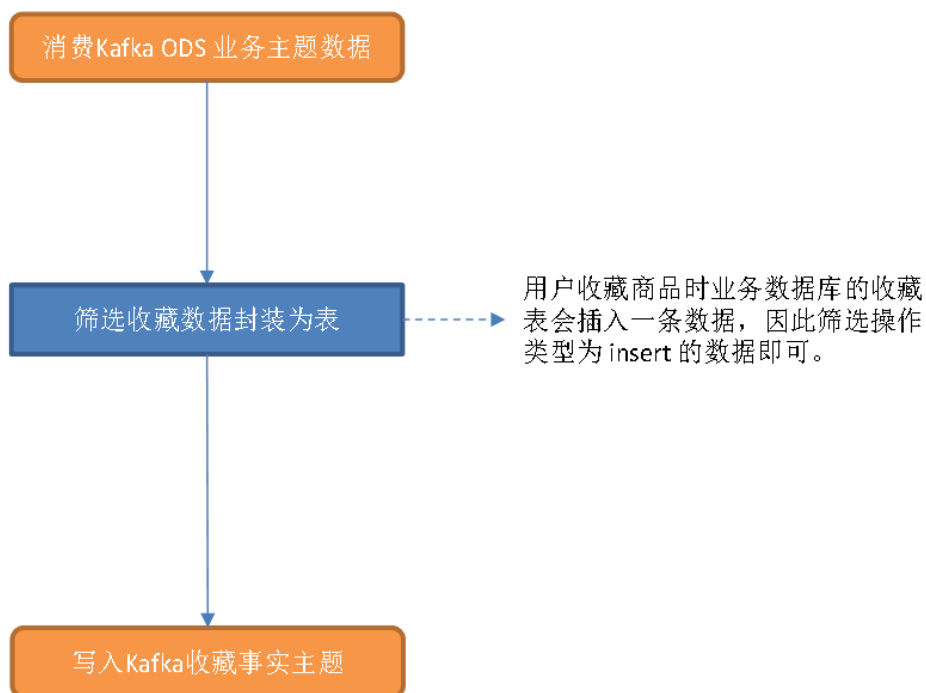 消费Kafka ODS 业务主题数据
筛选收藏数据封装为表
用户收藏商品时业务数据库的收藏
表会插入一条数据，因此筛选操作
类型为 insert 的数据即可。
写入Kafka收藏事实主题